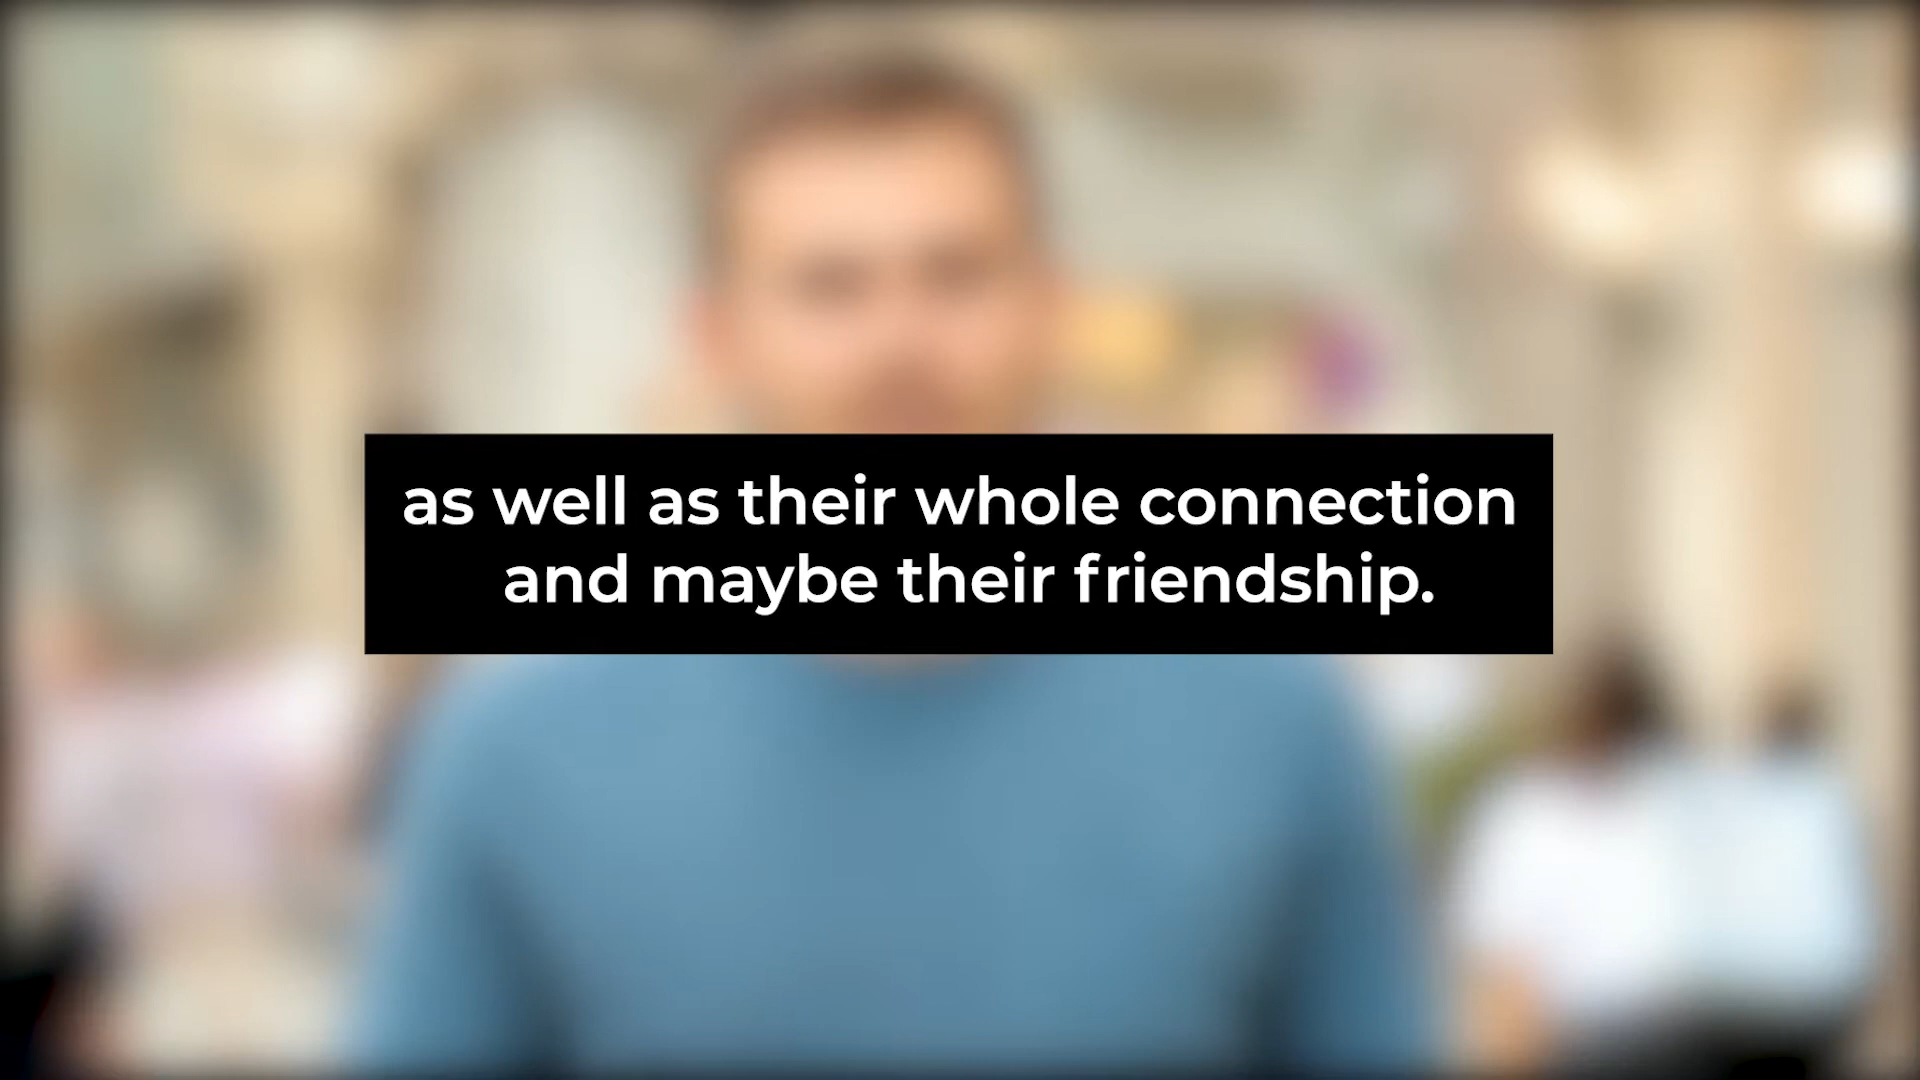 as well as their whole connection
and maybe their friendship.